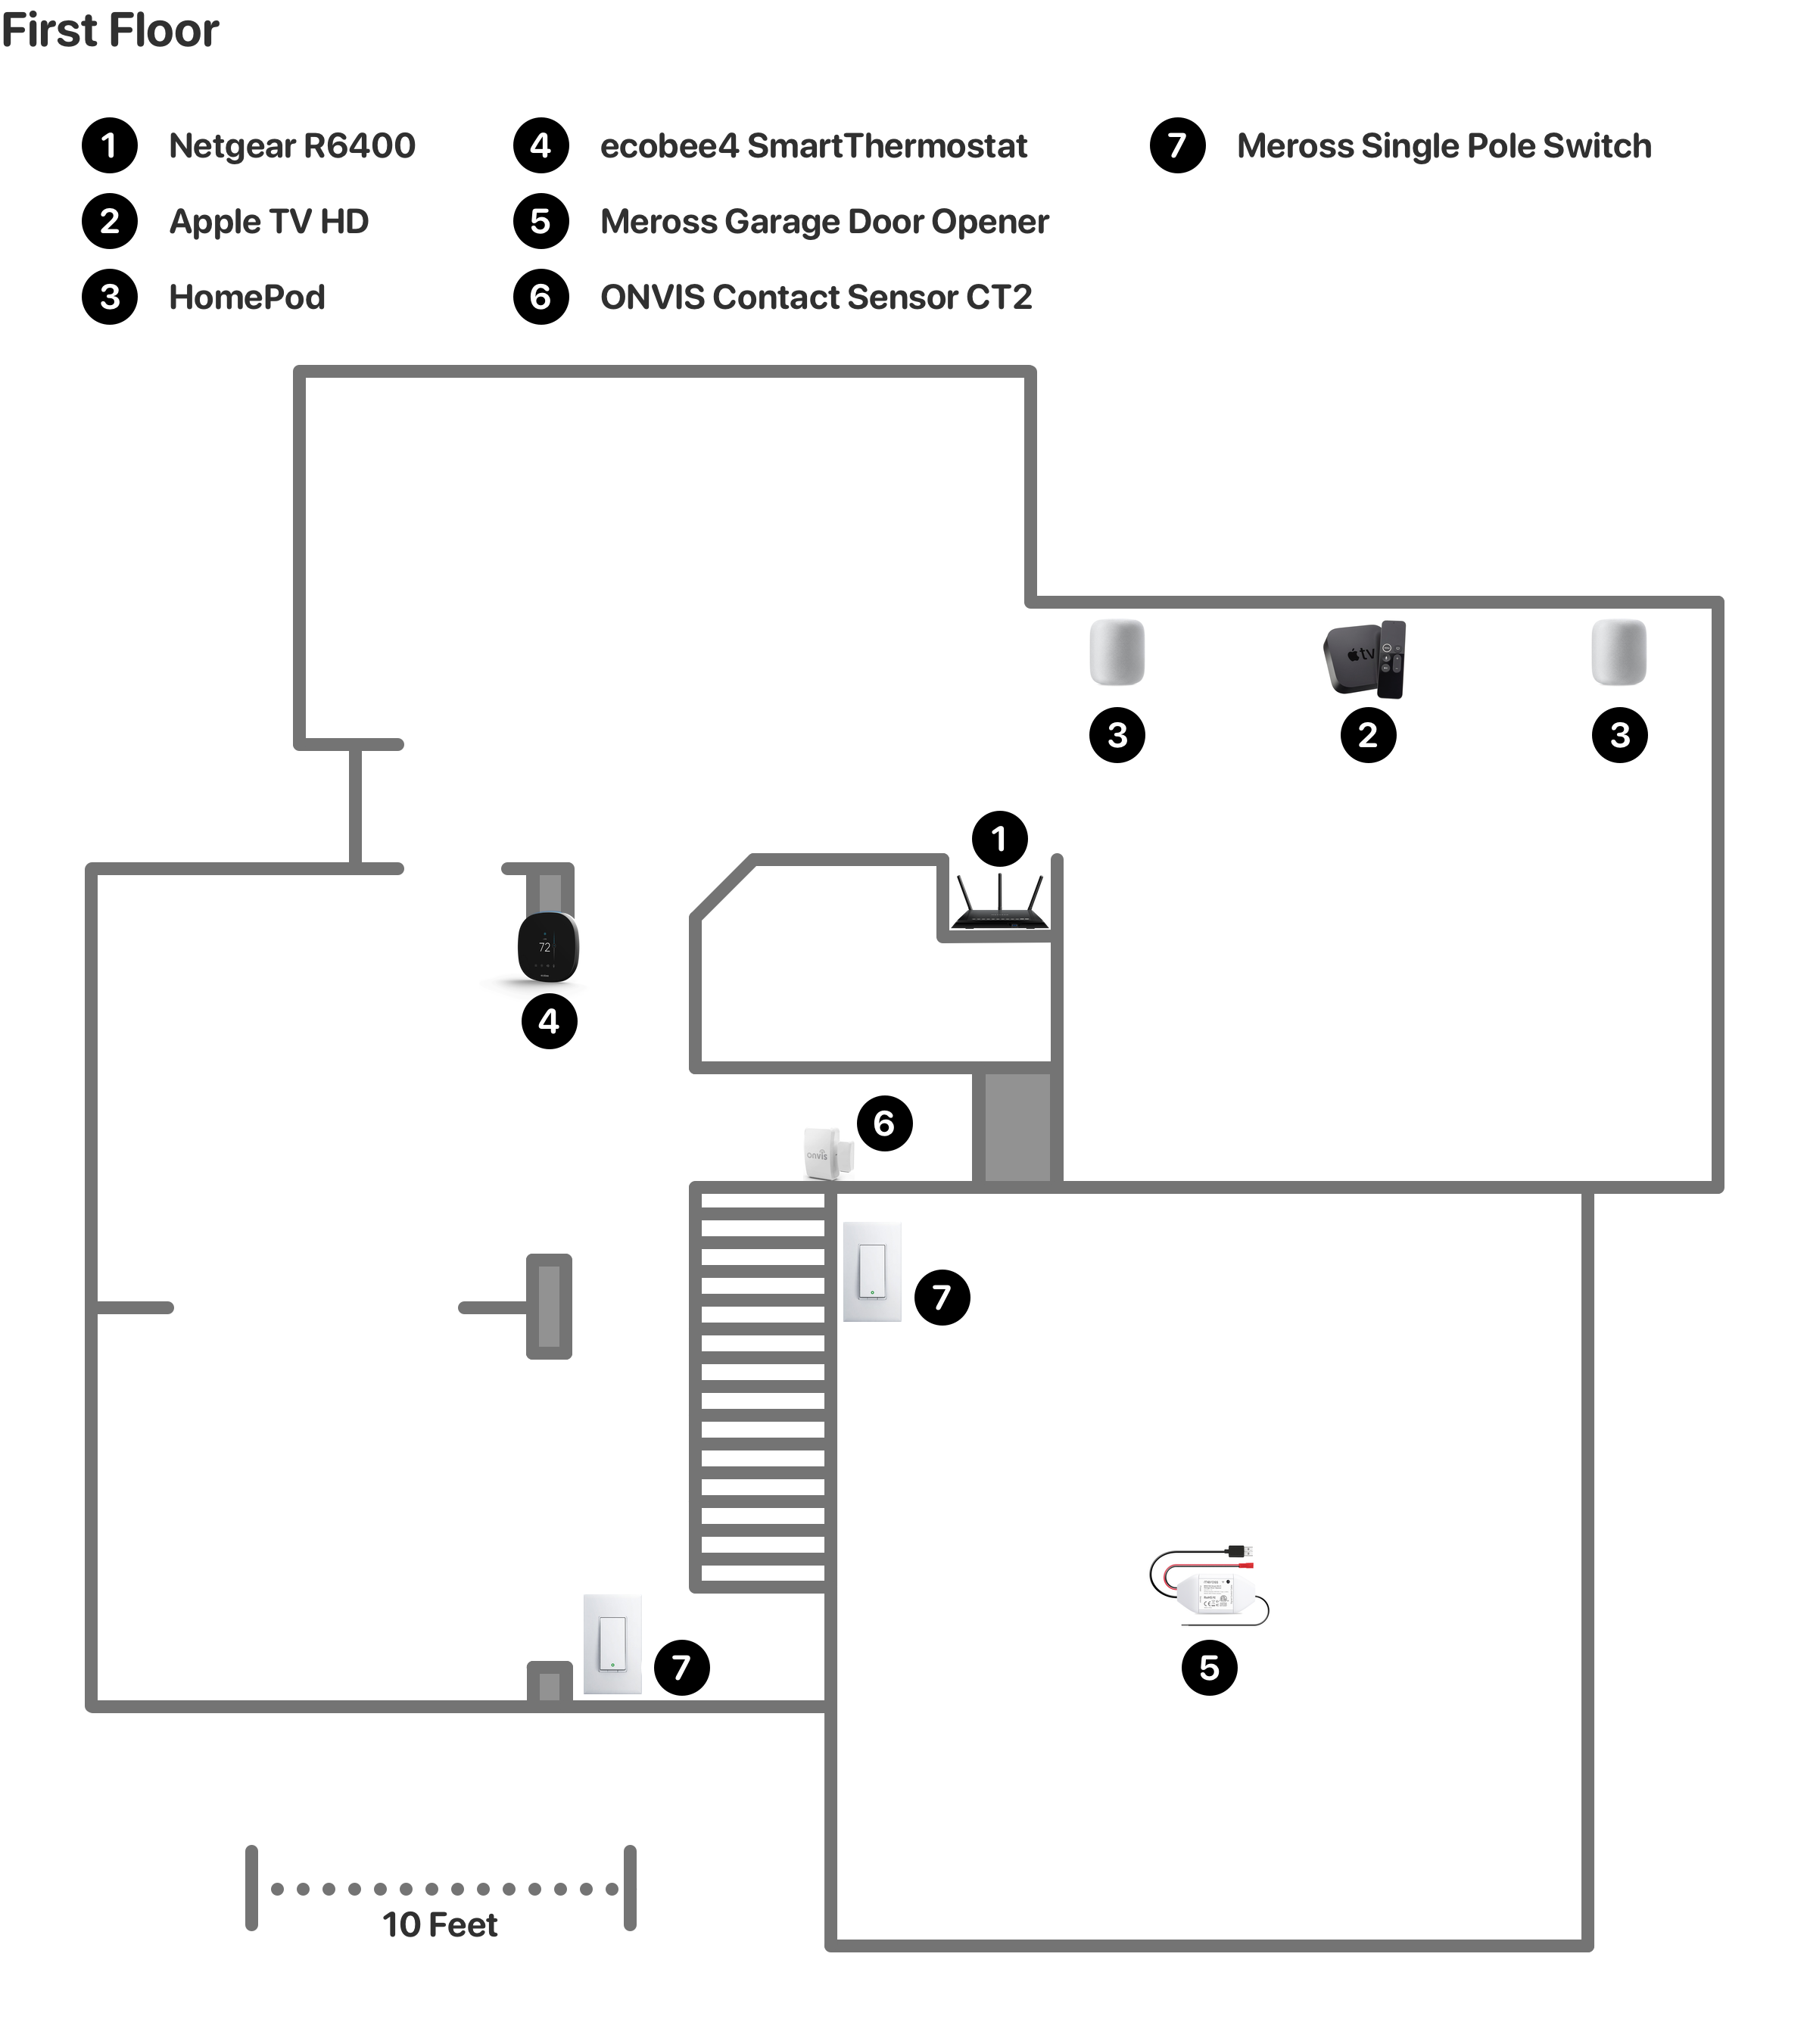 First Floor
1 Netgear R6400
2 Apple TV HD
3 HomePod
4 ecobee4 SmartThermostat
5 Meross Garage Door Opener
6 ONVIS Contact Sensor CT2
7 Meross Single Pole Switch
tv
3
2
3
1
72
4
6
onvis
7
7
5
10 Feet